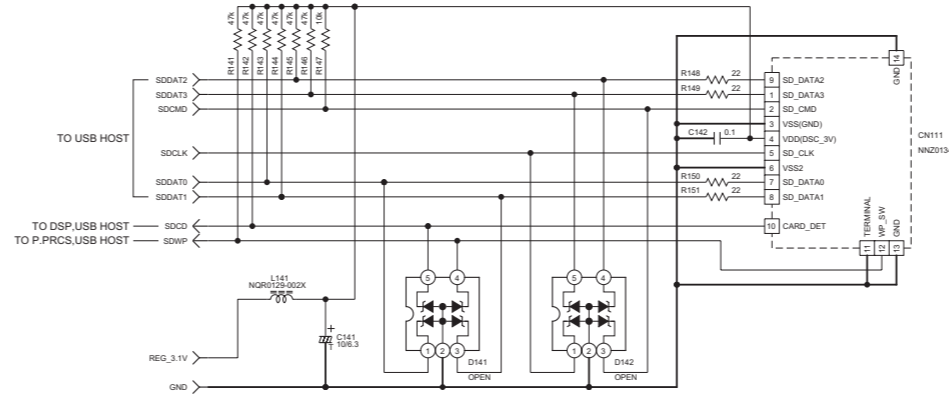 47k 47k 47k 47k 47k 47k 10k
R141 R142 R143 R144 R145 R146 R147
14
GND
SDDAT2
R148 22
9 SD_DATA2
SDDAT3
R149 22
1 SD_DATA3
SDCMD
2 SD_CMD
3 VSS(GND)
TO USB HOST
C142 0.1
4 VDD(DSC_3V)
CN111
SDCLK
5 SD_CLK
6 VSS2
SDDAT0
R150 22
7 SD_DATA0
SDDAT1
R151 22
8 SD_DATA1
TO DSP,USB HOST
SDCD
10 CARD_DET
TO P.PRCS,USB HOST
SDWP
TERMINAL
WP_SW
GND
11 12 13
L141
NQR0129-002X
5 4
5 4
C141
10/6.3
REG_3.1V
1 2 3
D141
OPEN
1 2 3
D142
OPEN
GND